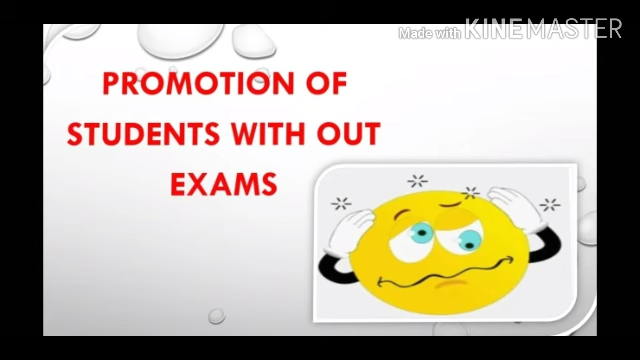 Made with KINEMASTER
PROMOTION OF
STUDENTS WITH OUT
EXAMS